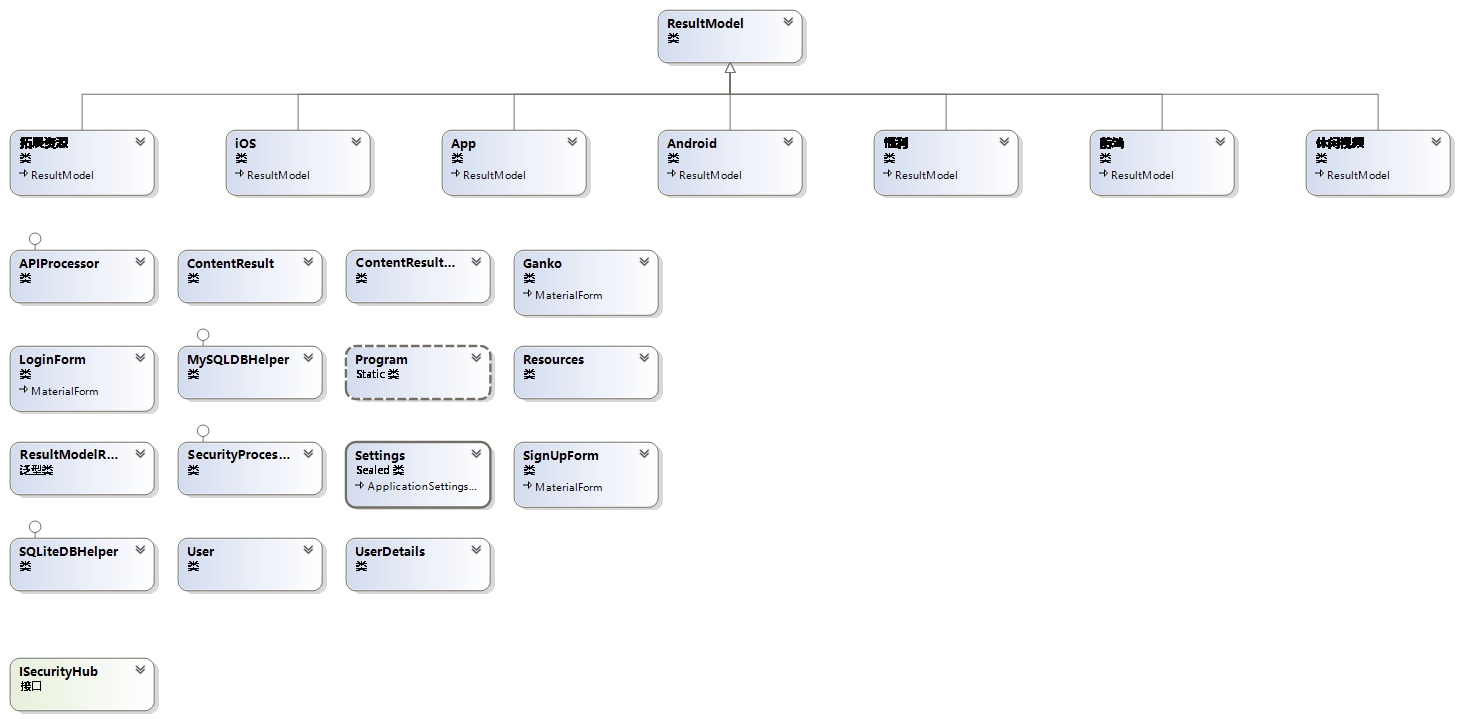 ResultModel
类
拓展资源
类
ResultModel
iOS
类
ResultModel
App
类
ResultModel
Android
类
ResultModel
福利
类
ResultModel
前端
类
ResultModel
休闲视频
类
ResultModel
APIProcessor
类
ContentResult
类
ContentResult...
类
Ganko
类
MaterialForm
LoginForm
类
MaterialForm
MySQLDBHelper
类
Program
Static 类
Resources
类
ResultModelR...
泛型类
SecurityProces...
类
Settings
Sealed 类
ApplicationSettings...
SignUpForm
类
MaterialForm
SQLiteDBHelper
类
User
类
UserDetails
类
ISecurityHub
接口